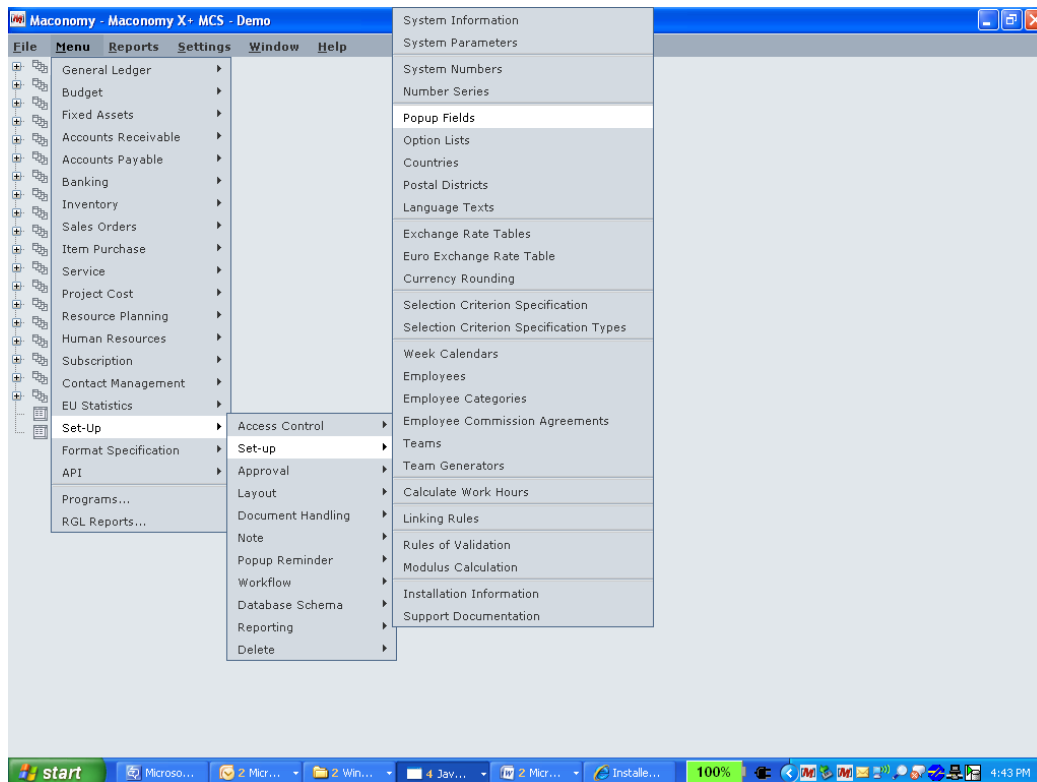 Maconomy - Maconomy X+ MCS - Demo
File Menu Reports Settings Window Help
General Ledger
Budget
Fixed Assets
Accounts Receivable
Accounts Payable
Banking
Inventory
Sales Orders
Item Purchase
Service
Project Cost
Resource Planning
Human Resources
Subscription
Contact Management
EU Statistics
Set-Up
Format Specification
API
Programs...
RGL Reports...
Access Control
Set-up
Approval
Layout
Document Handling
Note
Popup Reminder
Workflow
Database Schema
Reporting
Delete
System Information
System Parameters
System Numbers
Number Series
Popup Fields
Option Lists
Countries
Postal Districts
Language Texts
Exchange Rate Tables
Euro Exchange Rate Table
Currency Rounding
Selection Criterion Specification
Selection Criterion Specification Types
Week Calendars
Employees
Employee Categories
Employee Commission Agreements
Teams
Team Generators
Calculate Work Hours
Linking Rules
Rules of Validation
Modulus Calculation
Installation Information
Support Documentation
start Microso... 2 Micr... 2 Win... 4 Jav... 2 Micr... Installe... 100% 4:43 PM